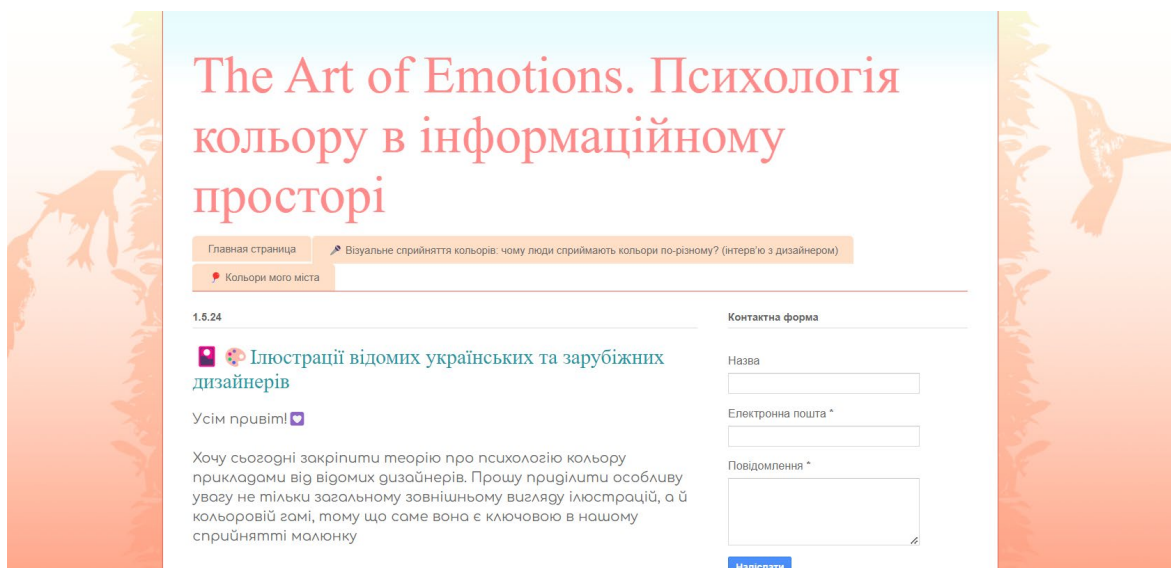 The Art of Emotions. Психологія
кольору в інформаційному
просторі
Главная страница
🎤 Візуальне сприйняття кольорів: чому люди сприймають кольори по-різному? (інтерв'ю з дизайнером)
📍 Кольори мого міста
1.5.24
🎴 🎨 Ілюстрації відомих українських та зарубіжних
дизайнерів
Усім привіт!💟
Хочу сьогодні закріпити теорію про психологію кольору
прикладами від відомих дизайнерів. Прошу приділити особливу
увагу не тільки загальному зовнішньому вигляду ілюстрацій, а й
кольоровій гамі, тому що саме вона є ключовою в нашому
сприйнятті малюнку
Контактна форма
Назва
Електронна пошта *
Повідомлення *
Надіслати